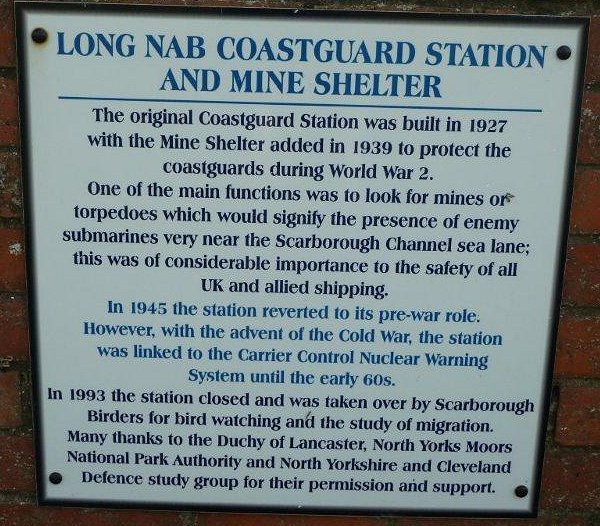 LONG NAB COASTGUARD STATION
AND MINE SHELTER
The original Coastguard Station was built in 1927
with the Mine Shelter added in 1939 to protect the
coastguards during World War 2.
One of the main functions was to look for mines or
torpedoes which would signify the presence of enemy
submarines very near the Scarborough Channel sea lane;
this was of considerable importance to the safety of all
UK and allied shipping.
In 1945 the station reverted to its pre-war role.
However, with the advent of the Cold War, the station
was linked to the Carrier Control Nuclear Warning
System until the early 60s.
In 1993 the station closed and was taken over by Scarborough
Birders for bird watching and the study of migration.
Many thanks to the Duchy of Lancaster, North Yorks Moors
National Park Authority and North Yorkshire and Cleveland
Defence study group for their permission and support.